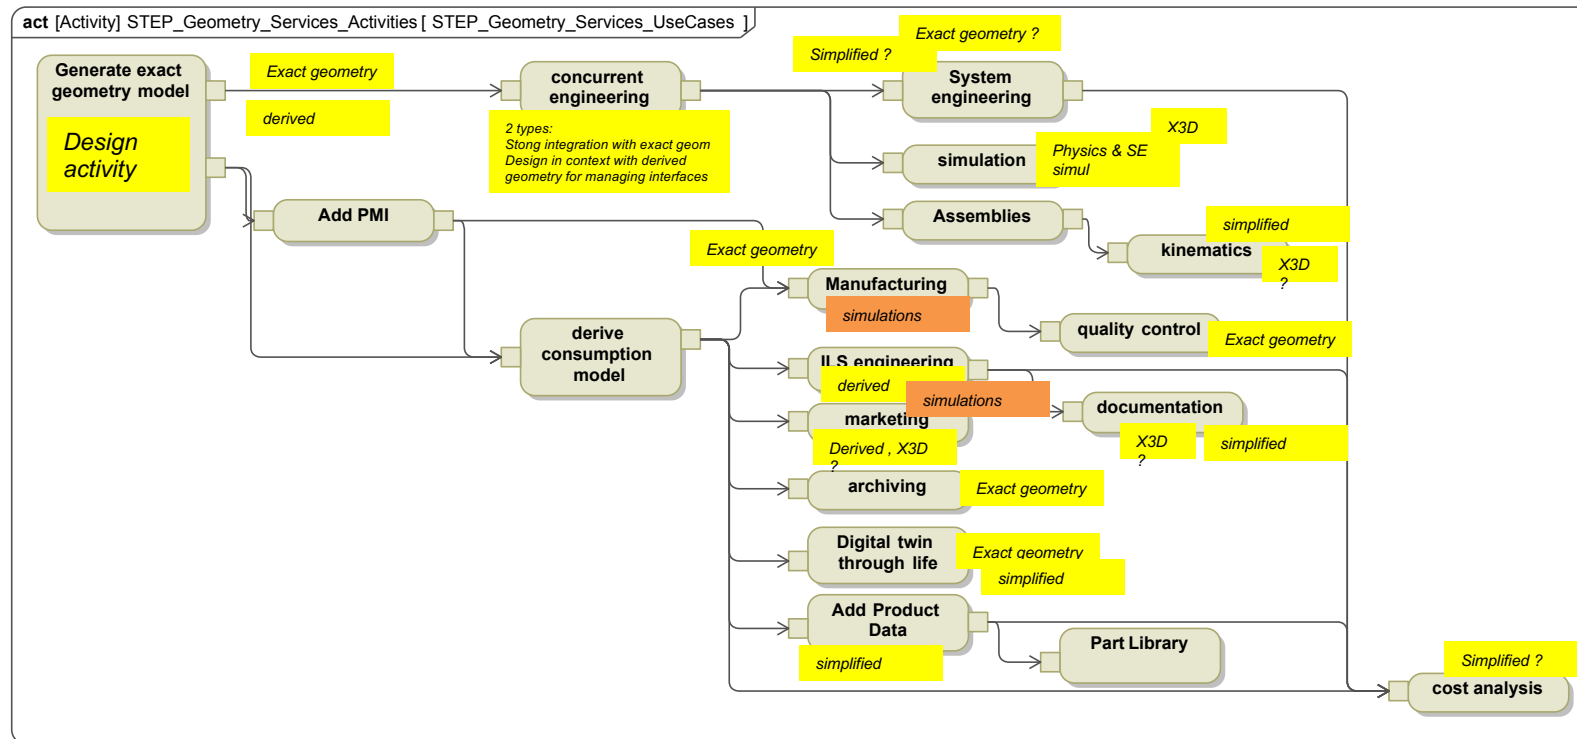 act [Activity] STEP_Geometry_Services_Activities [ STEP_Geometry_Services_UseCases ]
Generate exact
geometry model
Design
activity
Exact geometry
derived
concurrent
engineering
2 types:
Stong integration with exact geom
Design in context with derived
geometry for managing interfaces
Simplified ?
Exact geometry ?
System
engineering
X3D
simulation
Physics & SE
simul
Assemblies
simplified
kinematics
X3D
?
Add PMI
Exact geometry
Manufacturing
simulations
quality control
Exact geometry
derive
consumption
model
ILS engineering
derived
simulations
marketing
Derived , X3D
?
documentation
X3D
?
simplified
archiving
Exact geometry
Digital twin
through life
Exact geometry
simplified
Add Product
Data
simplified
Part Library
Simplified ?
cost analysis